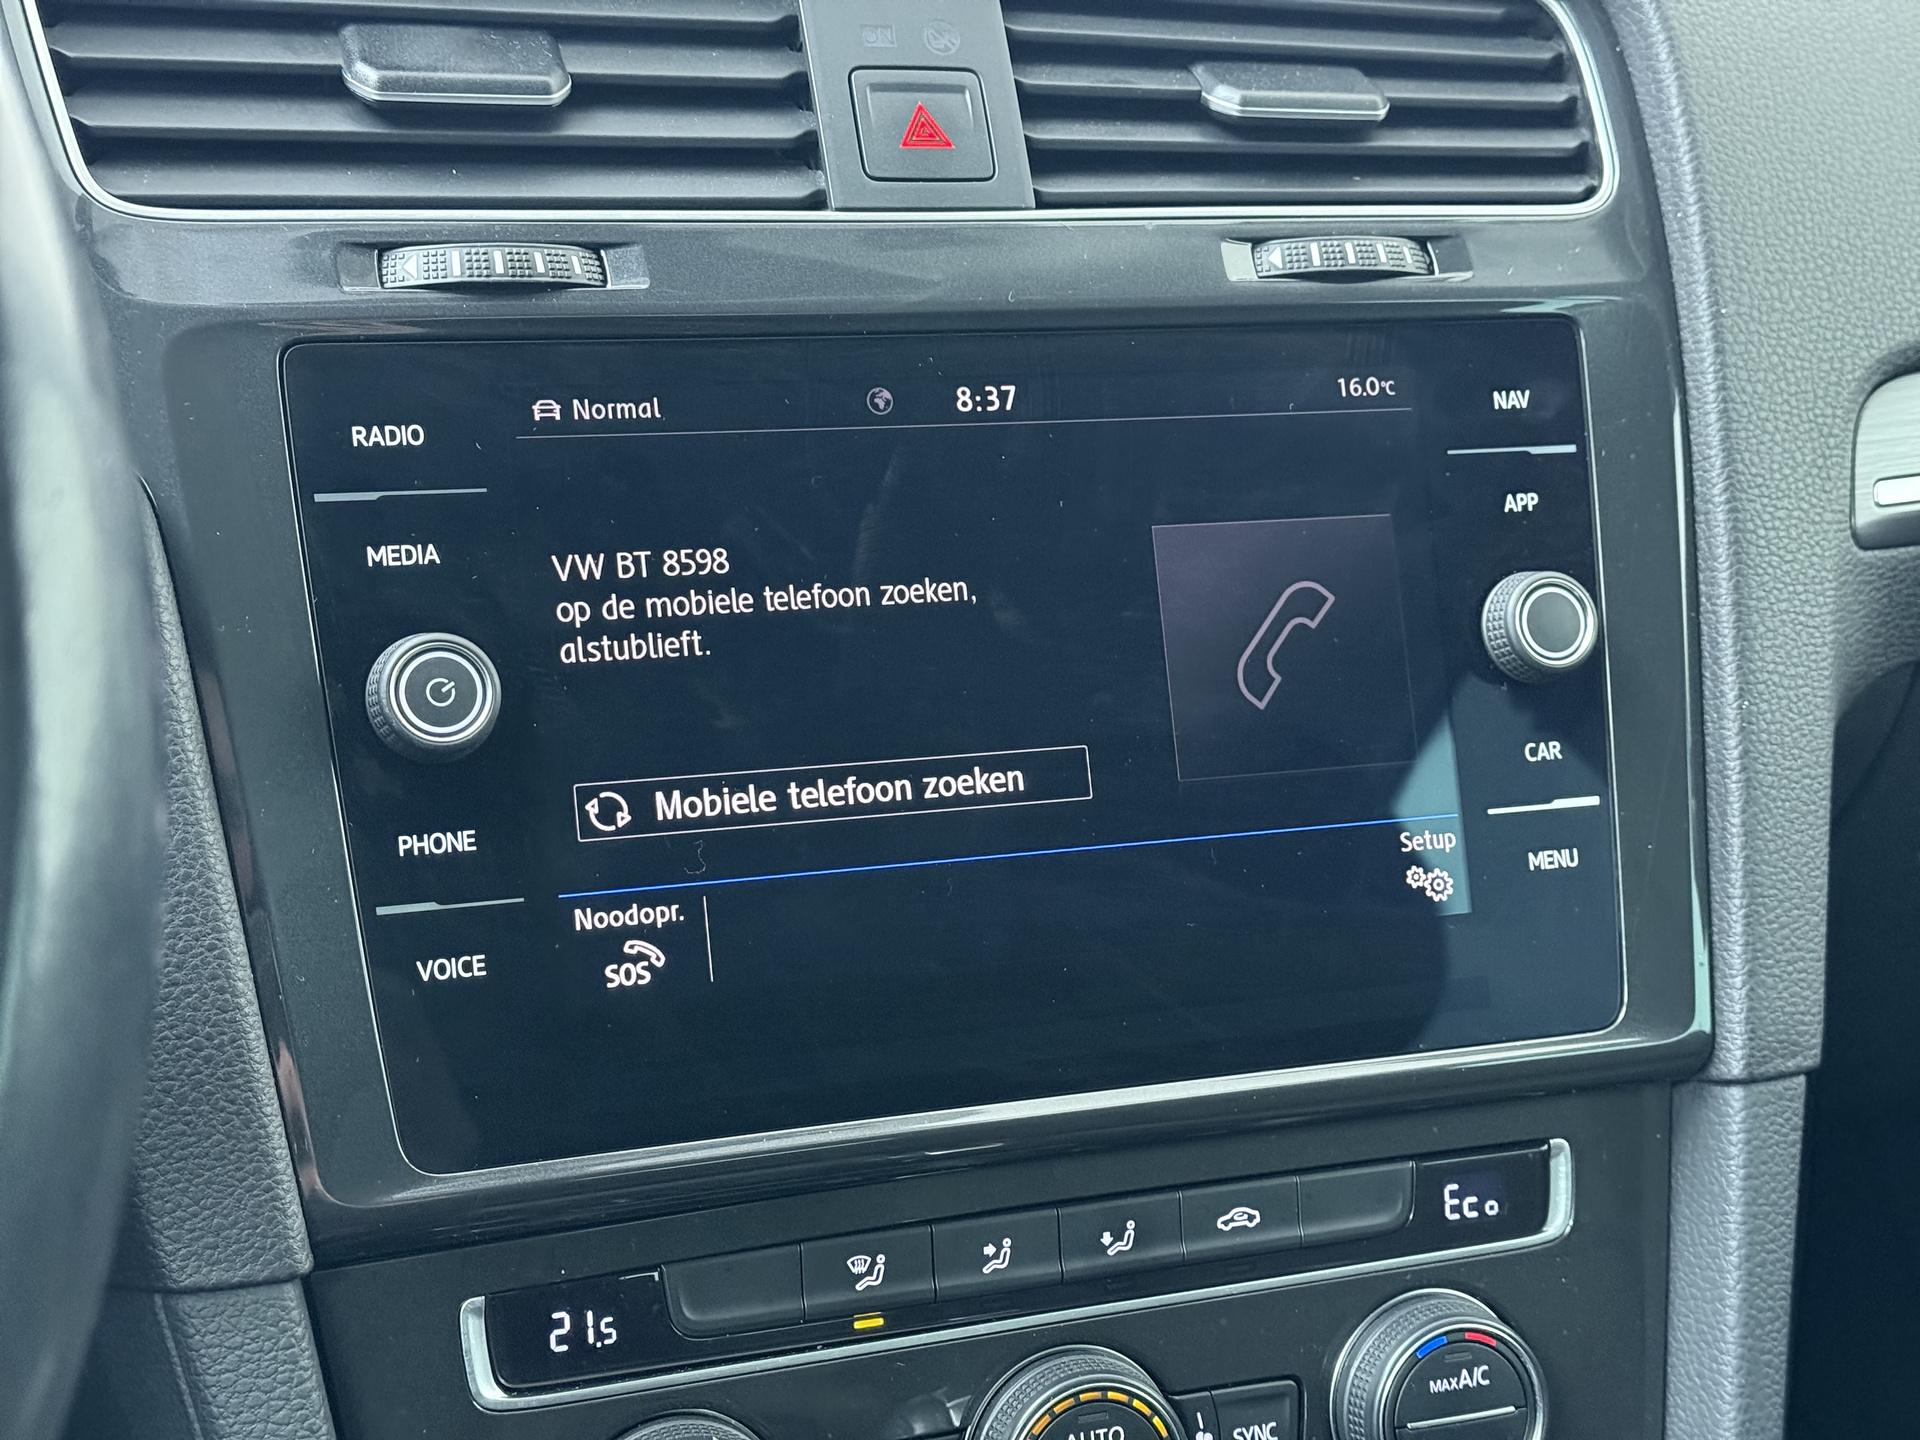 Normal
8:37
16.0°C
RADIO
MEDIA
PHONE
VOICE
NAV
APP
CAR
MENU
VW BT 8598
op de mobiele telefoon zoeken,
alstublieft.
Mobiele telefoon zoeken
Setup
Noodopr.
SOS
Eco
21.5
MAX A/C
AUTO
SYNC